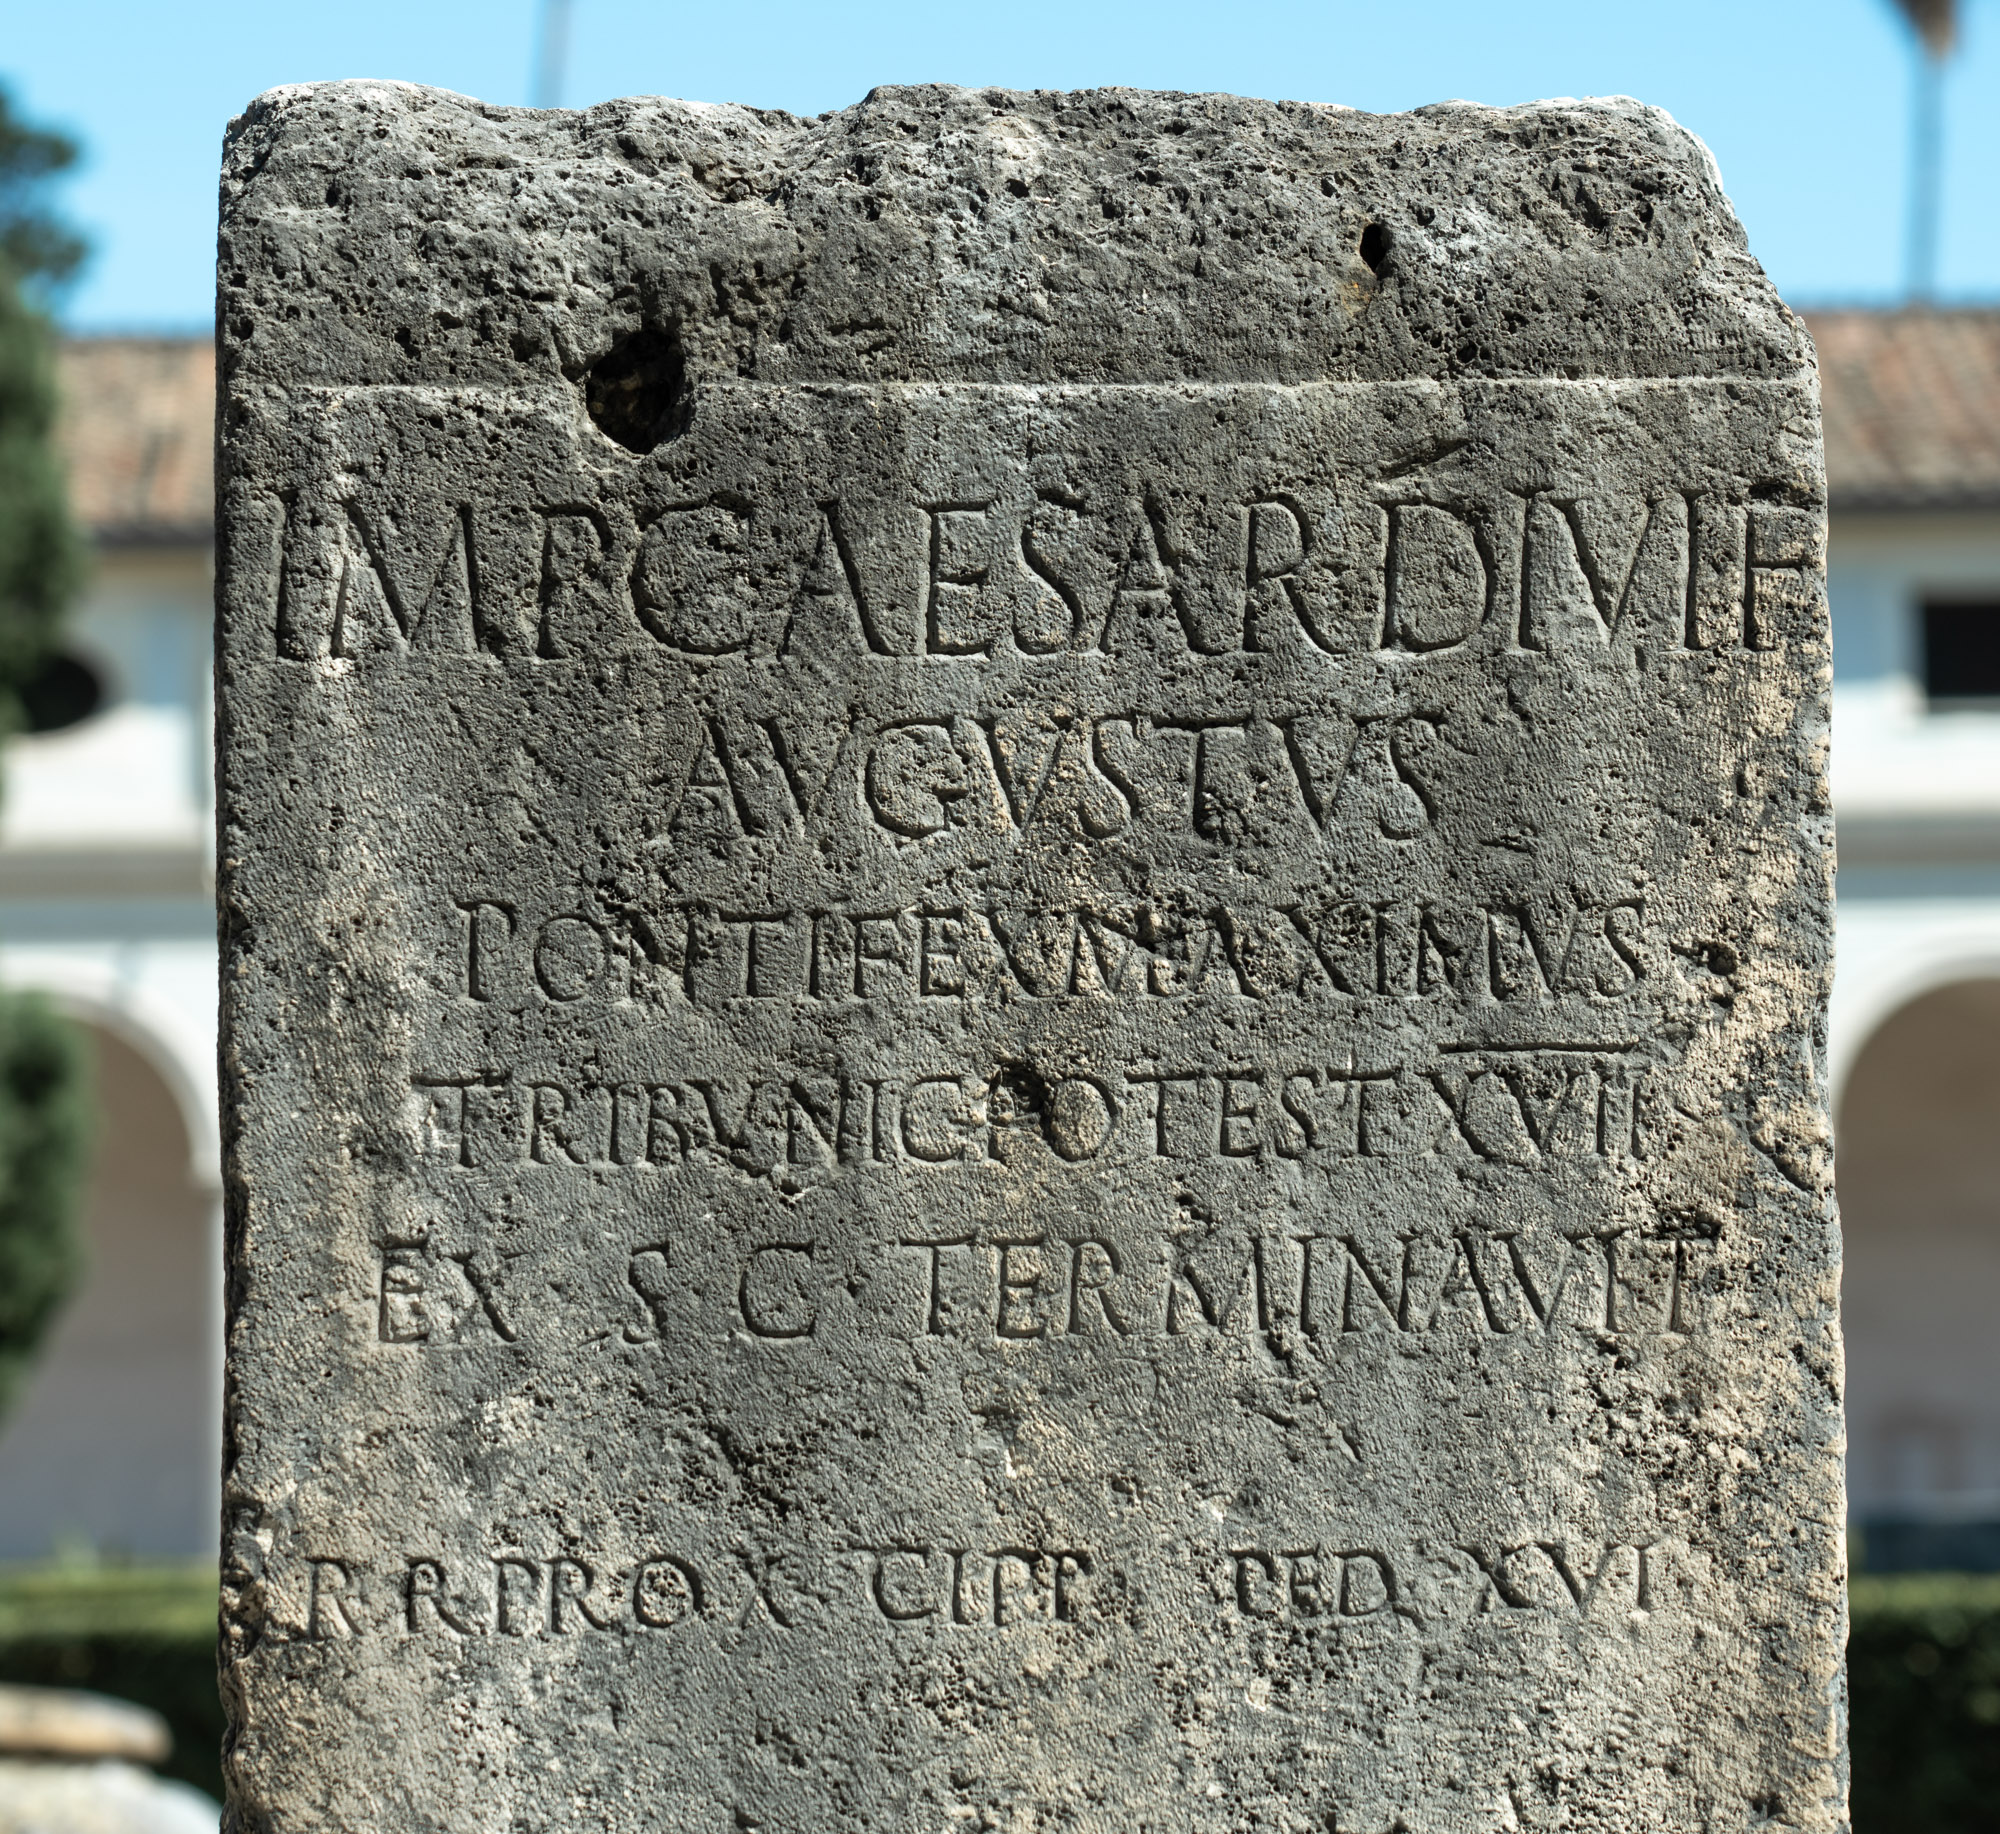 IMP CAESAR DIVI F
AVGVSTVS
PONTIFEX MAXIMVS
TRIBVNIC POTEST XVII
EX · S C · TERMINAVIT
R R PROX CIPP PED XVI